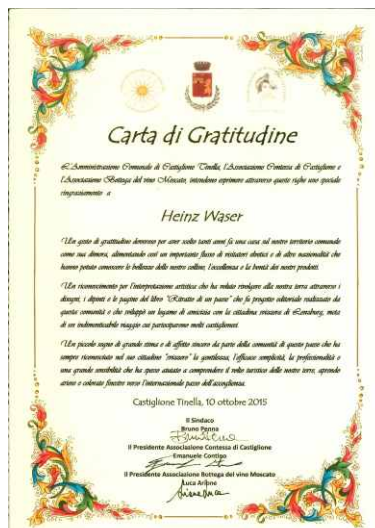 Carta di Gratitudine
L'Amministrazione Comunale di Castiglione Tinella, l'Associazione Contessa di Castiglione e
l'Associazione Bottega del vino Moscato, intendono esprimere attraverso queste righe uno speciale
ringraziamento a
Heinz Waser
Un gesto di gratitudine doveroso per aver scelto tanti anni fa una casa sul nostro territorio comunale
come sua dimora, alimentando così un importante flusso di visitatori elvetici e di altre nazionalità che
hanno potuto conoscere le bellezze delle nostre colline, l'eccellenza e la bontà dei nostri prodotti.
Un riconoscimento per l'interpretazione artistica che ha voluto rivolgere alla nostra terra attraverso i
disegni, i dipinti e le pagine del libro "Ritratto di un paese" che fu progetto editoriale realizzato da
questa comunità e che sviluppò un legame di amicizia con la cittadina svizzera di Lenzburg, meta
di un indimenticabile viaggio cui parteciparono molti castiglionesi.
Un piccolo segno di grande stima e di affetto sincero da parte della comunità di questo paese che ha
sempre riconosciuto nel suo cittadino "svizzero" la gentilezza, l'efficace semplicità, la professionalità e
una grande sensibilità che ha spesso aiutato a comprendere il volto turistico delle nostre terre, aprendo
ariose e colorate finestre verso l'internazionale passo dell'accoglienza.
Castiglione Tinella, 10 ottobre 2015
Il Sindaco
Bruno Penna
Il Presidente Associazione Contessa di Castiglione
Emanuele Contigo
Il Presidente Associazione Bottega del vino Moscato
Luca Arione